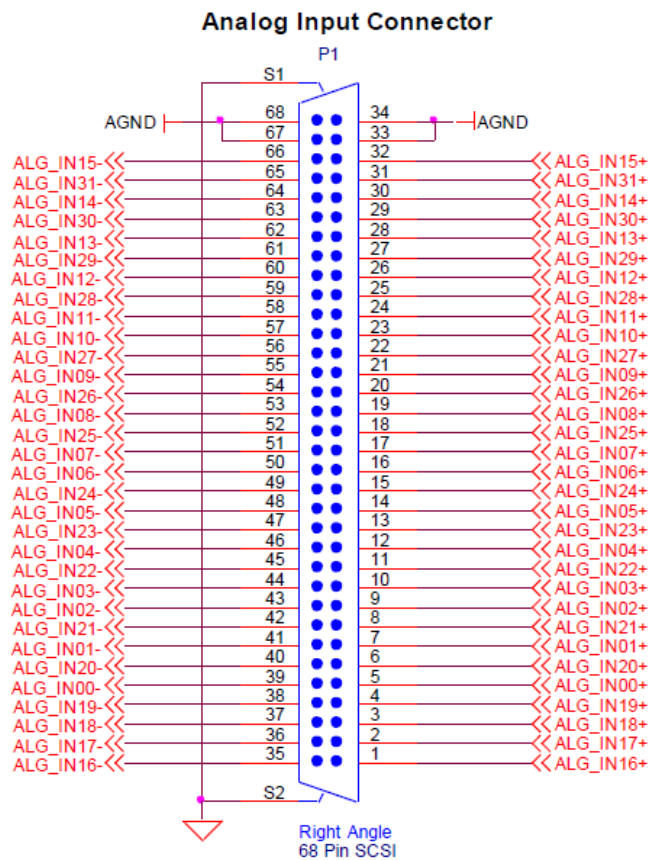 Analog Input Connector
P1
S1
AGND 68 34 AGND
67 33
ALG_IN15- 66 32 ALG_IN15+
ALG_IN31- 65 31 ALG_IN31+
ALG_IN14- 64 30 ALG_IN14+
ALG_IN30- 63 29 ALG_IN30+
ALG_IN13- 62 28 ALG_IN13+
ALG_IN29- 61 27 ALG_IN29+
ALG_IN12- 60 26 ALG_IN12+
ALG_IN28- 59 25 ALG_IN28+
ALG_IN11- 58 24 ALG_IN11+
ALG_IN10- 57 23 ALG_IN10+
ALG_IN27- 56 22 ALG_IN27+
ALG_IN09- 55 21 ALG_IN09+
ALG_IN26- 54 20 ALG_IN26+
ALG_IN08- 53 19 ALG_IN08+
ALG_IN25- 52 18 ALG_IN25+
ALG_IN07- 51 17 ALG_IN07+
ALG_IN06- 50 16 ALG_IN06+
ALG_IN24- 49 15 ALG_IN24+
ALG_IN05- 48 14 ALG_IN05+
ALG_IN23- 47 13 ALG_IN23+
ALG_IN04- 46 12 ALG_IN04+
ALG_IN22- 45 11 ALG_IN22+
ALG_IN03- 44 10 ALG_IN03+
ALG_IN02- 43 9 ALG_IN02+
ALG_IN21- 42 8 ALG_IN21+
ALG_IN01- 41 7 ALG_IN01+
ALG_IN20- 40 6 ALG_IN20+
ALG_IN00- 39 5 ALG_IN00+
ALG_IN19- 38 4 ALG_IN19+
ALG_IN18- 37 3 ALG_IN18+
ALG_IN17- 36 2 ALG_IN17+
ALG_IN16- 35 1 ALG_IN16+
S2
Right Angle
68 Pin SCSI